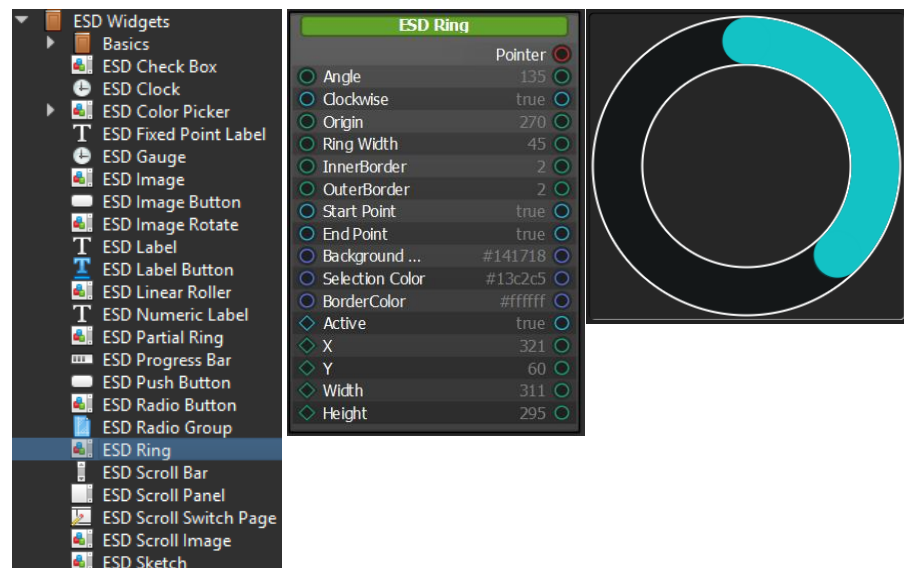 ESD Widgets
Basics
ESD Check Box
ESD Clock
ESD Color Picker
ESD Fixed Point Label
ESD Gauge
ESD Image
ESD Image Button
ESD Image Rotate
ESD Label
ESD Label Button
ESD Linear Roller
ESD Numeric Label
ESD Partial Ring
ESD Progress Bar
ESD Push Button
ESD Radio Button
ESD Radio Group
ESD Ring
ESD Scroll Bar
ESD Scroll Panel
ESD Scroll Switch Page
ESD Scroll Image
ESD Sketch
ESD Ring
Pointer
Angle 135
Clockwise true
Origin 270
Ring Width 45
InnerBorder 2
OuterBorder 2
Start Point true
End Point true
Background ... #141718
Selection Color #13c2c5
BorderColor #ffffff
Active true
X 321
Y 60
Width 311
Height 295